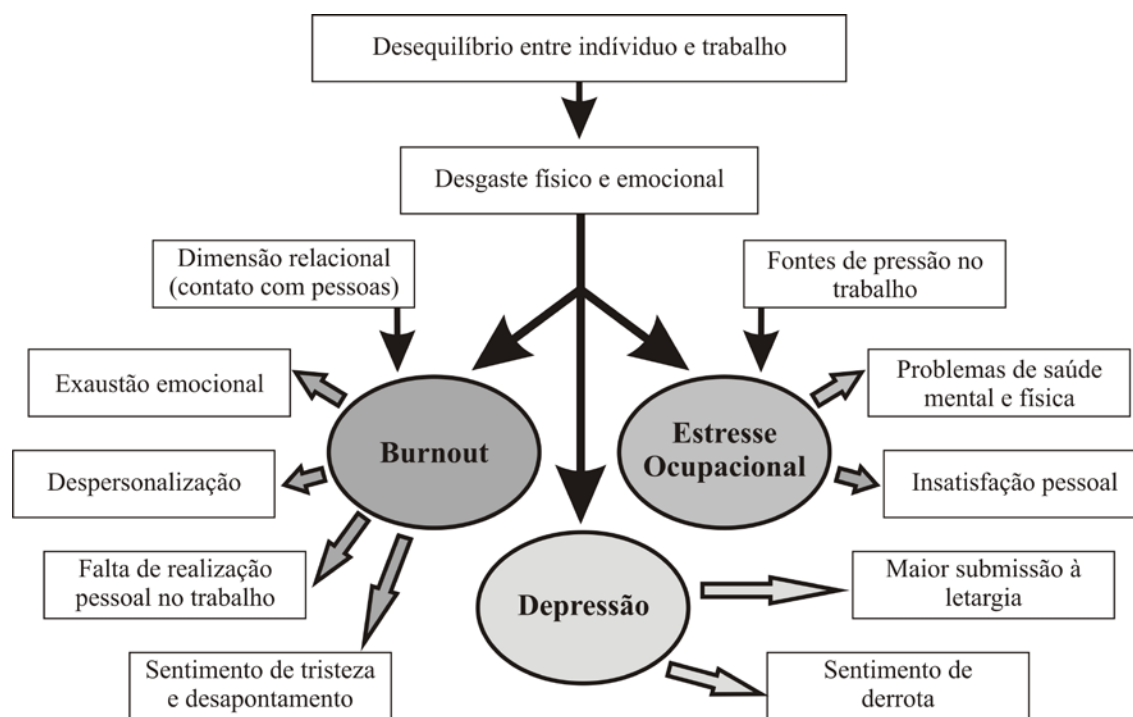 Desequilíbrio entre indíviduo e trabalho
Desgaste físico e emocional
Dimensão relacional
(contato com pessoas)
Fontes de pressão no
trabalho
Exaustão emocional
Problemas de saúde
mental e física
Burnout
Estresse
Ocupacional
Despersonalização
Insatisfação pessoal
Falta de realização
pessoal no trabalho
Depressão
Maior submissão à
letargia
Sentimento de tristeza
e desapontamento
Sentimento de
derrota